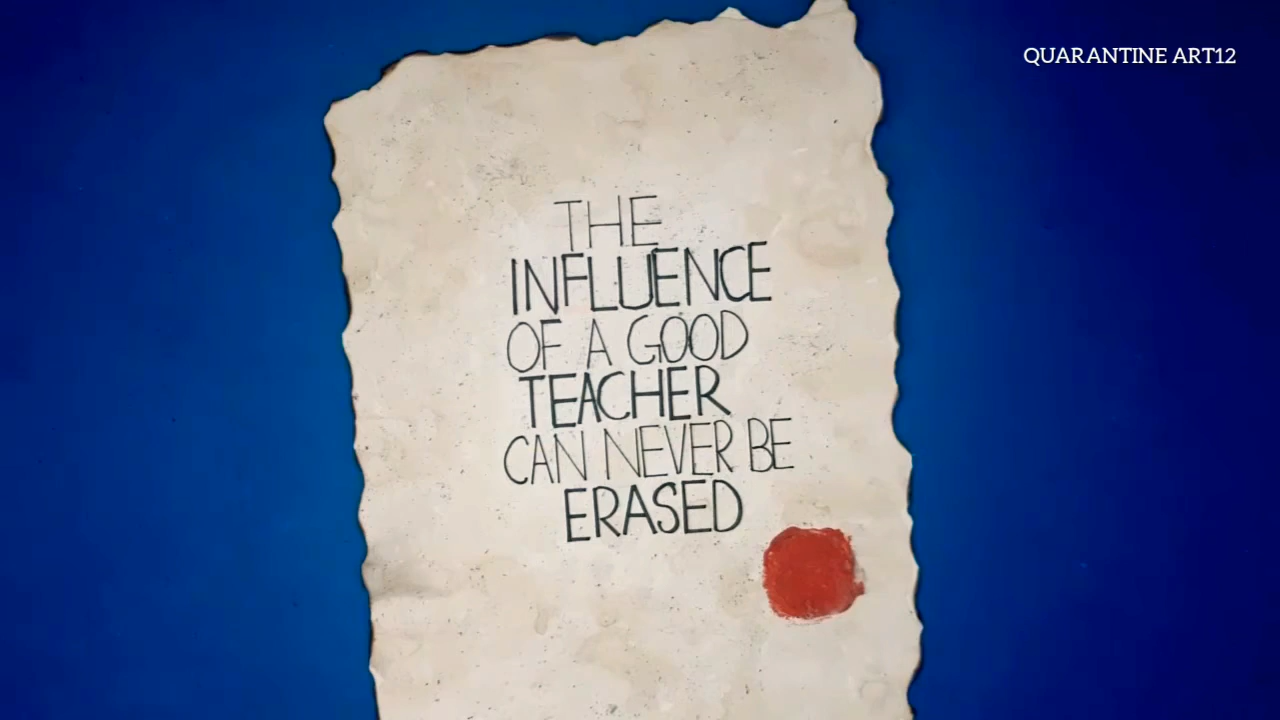 QUARANTINE ART12
THE
INFLUENCE
OF A GOOD
TEACHER
CAN NEVER BE
ERASED